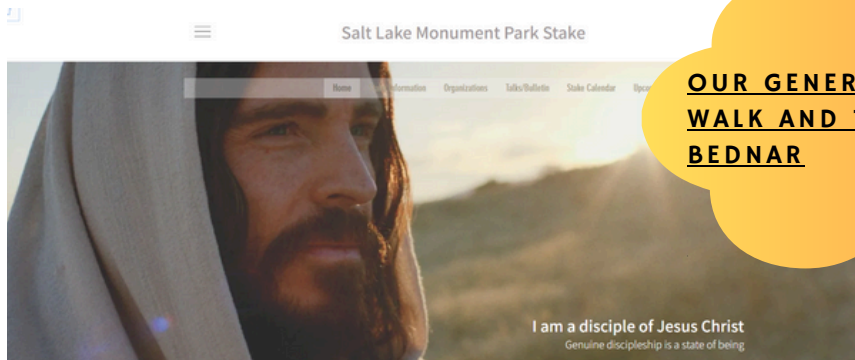 Salt Lake Monument Park Stake
Home
Information
Organizations
Talks/Bulletin
Stake Calendar
OUR GENER
WALK AND
BEDNAR
I am a disciple of Jesus Christ
Genuine discipleship is a state of being